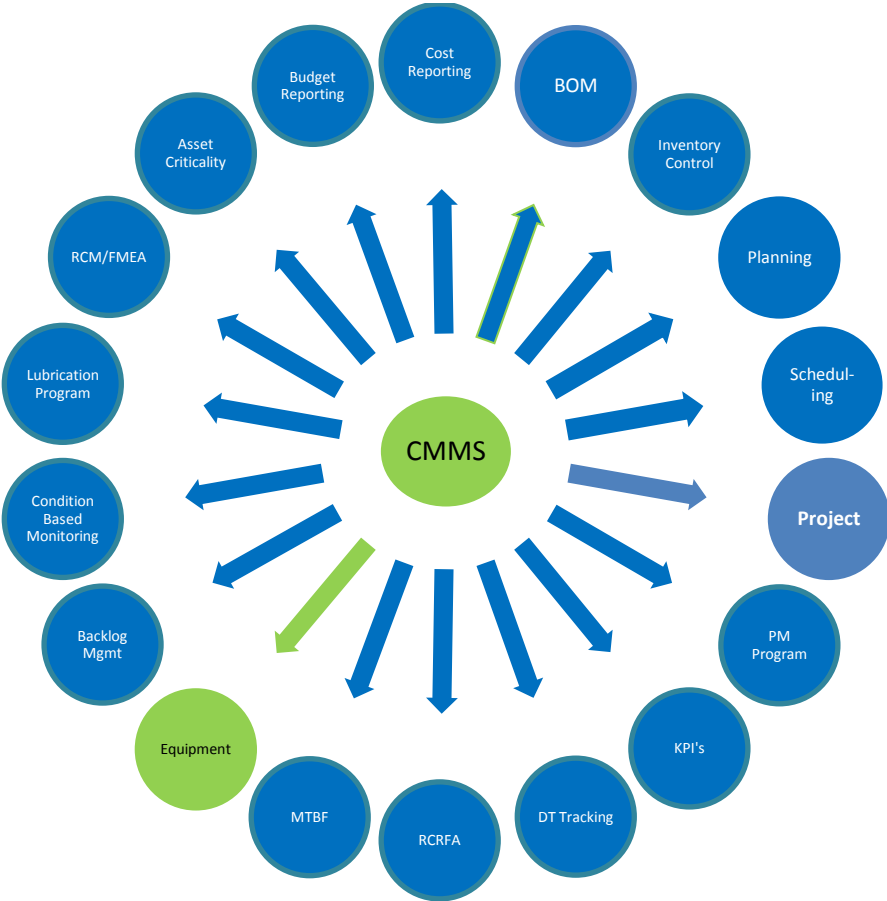 Cost
Reporting
BOM
Inventory
Control
Planning
Schedul-
ing
Project
PM
Program
KPI's
DT Tracking
RCRFA
MTBF
Equipment
Backlog
Mgmt
Condition
Based
Monitoring
Lubrication
Program
RCM/FMEA
Asset
Criticality
Budget
Reporting
CMMS